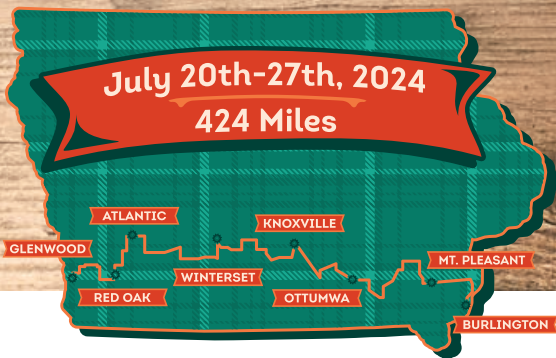 July 20th-27th, 2024
424 Miles
ATLANTIC
KNOXVILLE
GLENWOOD
MT. PLEASANT
WINTERSET
RED OAK
OTTUMWA
BURLINGTON